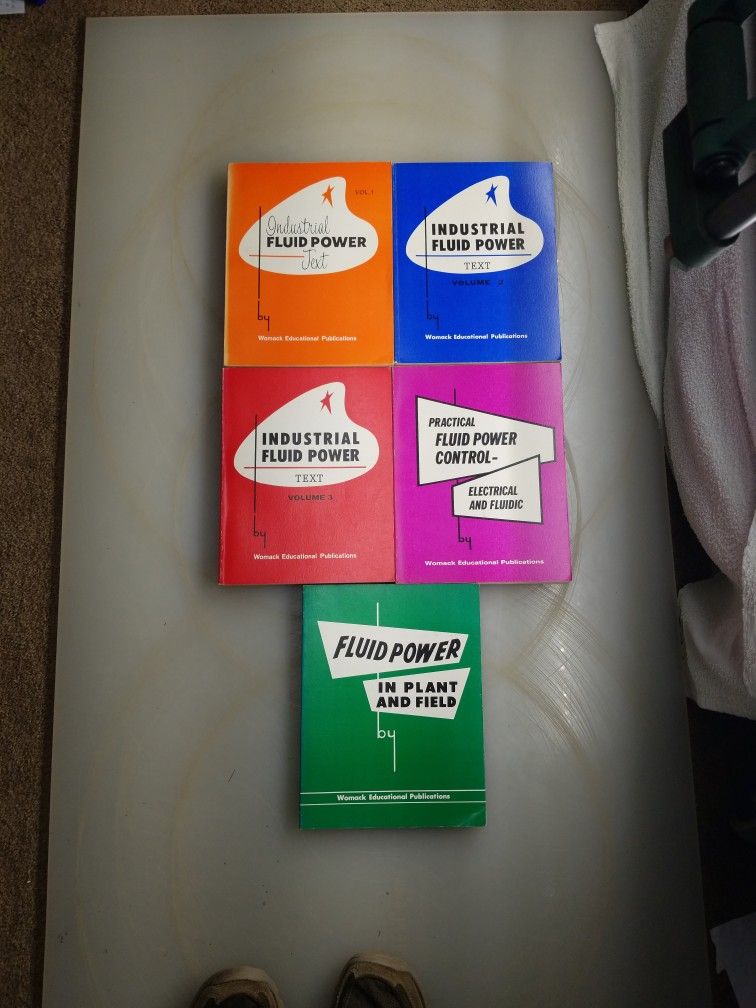 VOL. 1
Industrial
FLUID POWER
Text
by
Womack Educational Publications
INDUSTRIAL
FLUID POWER
TEXT
VOLUME 2
by
Womack Educational Publications
INDUSTRIAL
FLUID POWER
TEXT
VOLUME 3
by
Womack Educational Publications
PRACTICAL
FLUID POWER
CONTROL-
ELECTRICAL
AND FLUIDIC
by
Womack Educational Publications
FLUID POWER
IN PLANT
AND FIELD
by
Womack Educational Publications